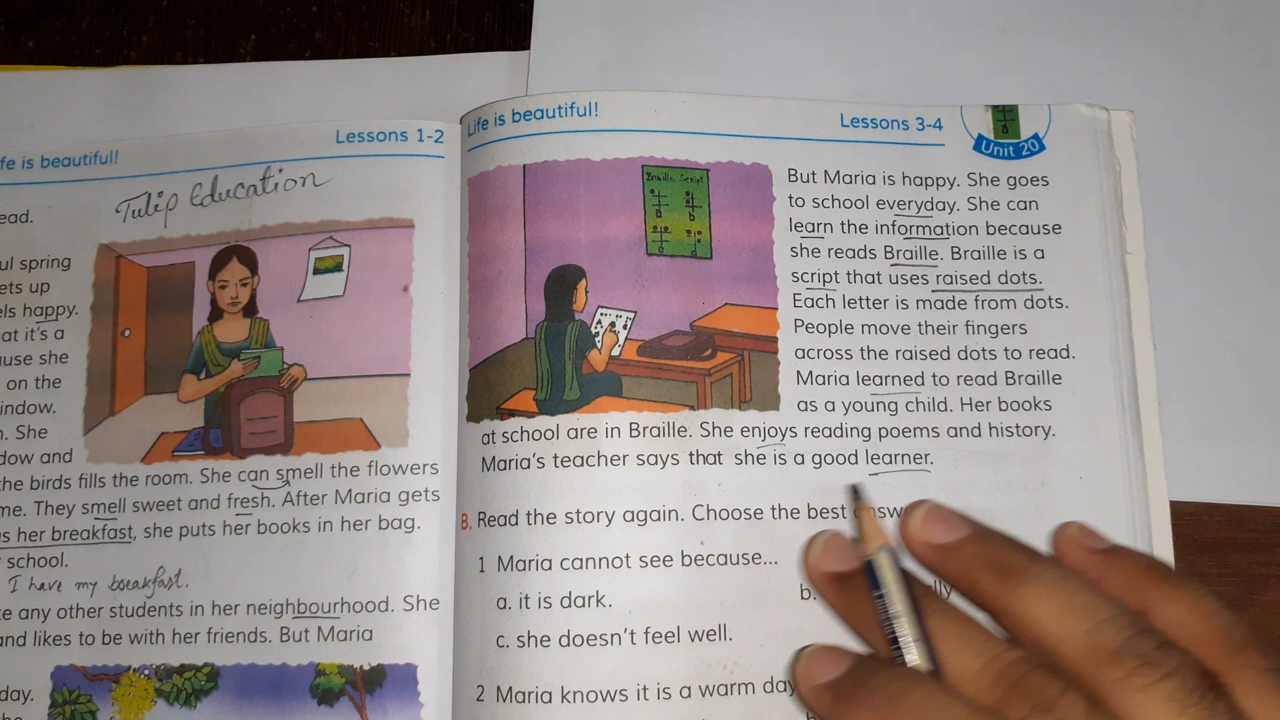 fe is beautiful!
Lessons 1-2
Tulip Education
ead.
ul spring
ets up
els happy.
at it's a
use she
on the
indow.
. She
dow and
the birds fills the room. She can smell the flowers
me. They smell sweet and fresh. After Maria gets
s her breakfast, she puts her books in her bag.
school.
I have my breakfast.
e any other students in her neighbourhood. She
and likes to be with her friends. But Maria
day.
Life is beautiful!
Lessons 3-4
Unit 20
Braille Script
a
b
But Maria is happy. She goes
to school everyday. She can
learn the information because
she reads Braille. Braille is a
script that uses raised dots.
Each letter is made from dots.
People move their fingers
across the raised dots to read.
Maria learned to read Braille
as a young child. Her books
at school are in Braille. She enjoys reading poems and history.
Maria's teacher says that she is a good learner.
B. Read the story again. Choose the best answ
1 Maria cannot see because...
a. it is dark.
b.
lly
c. she doesn't feel well.
2 Maria knows it is a warm day